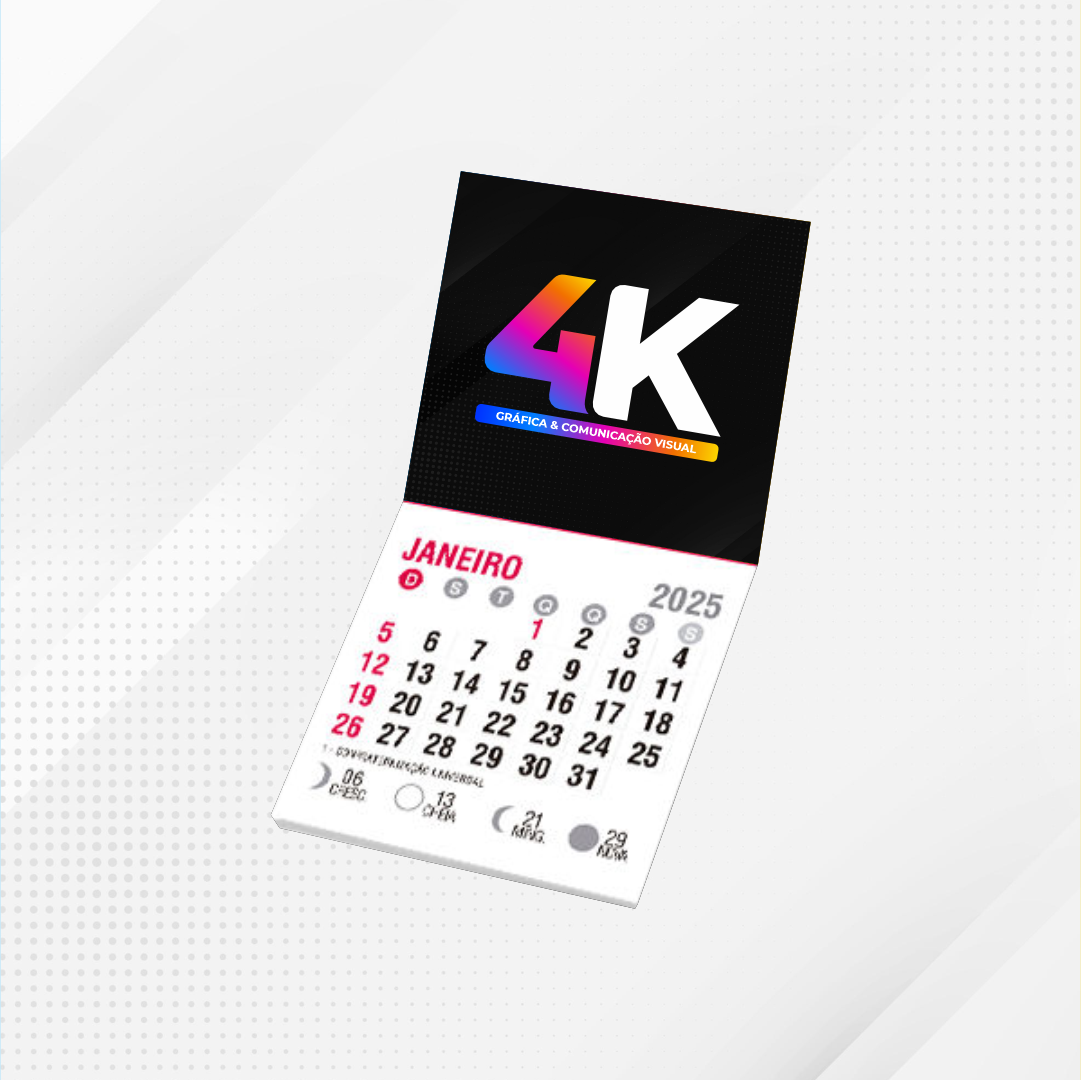 4K
GRÁFICA & COMUNICAÇÃO VISUAL
JANEIRO
2025
D S T Q Q S S
1 2 3 4
5 6 7 8 9 10 11
12 13 14 15 16 17 18
19 20 21 22 23 24 25
26 27 28 29 30 31
1 - CONFRATERNIZAÇÃO UNIVERSAL
06 13 21 29
CRESC. CHEIA MING. NOVA